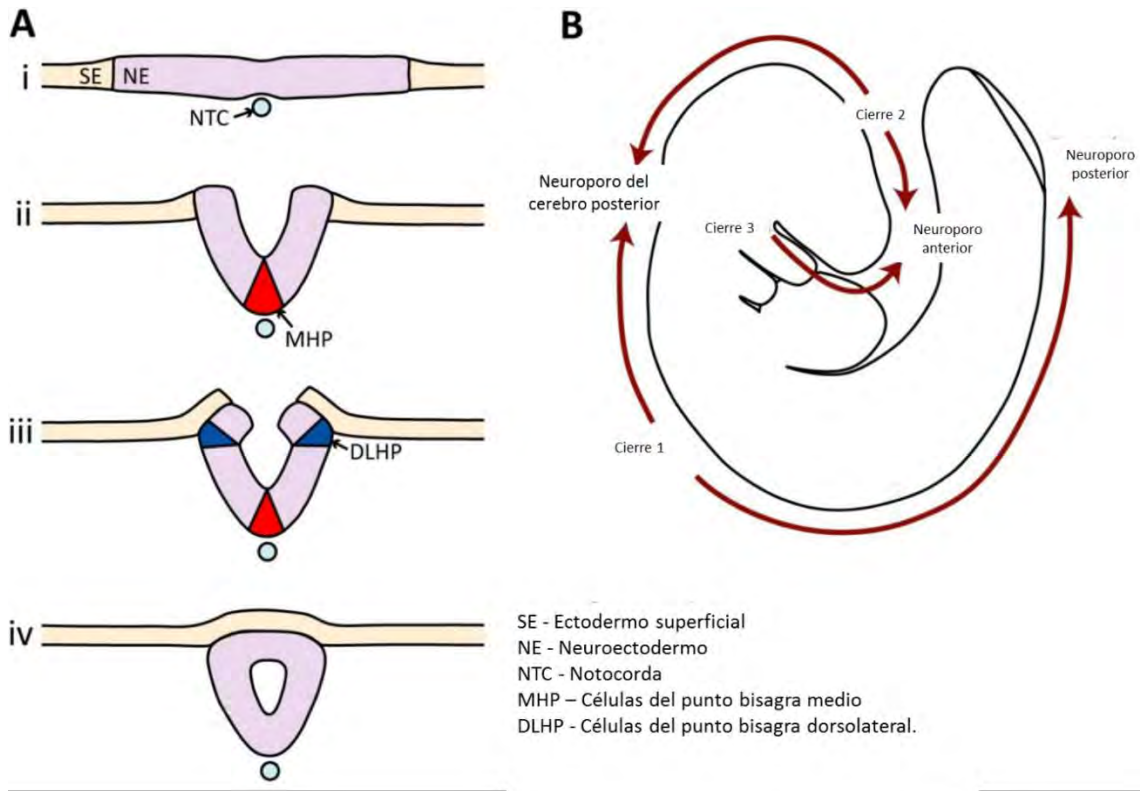 A
i
SE
NE
NTC
ii
MHP
iii
DLHP
iv
B
Cierre 2
Neuroporo
posterior
Neuroporo del
cerebro posterior
Cierre 3
Neuroporo
anterior
Cierre 1
SE - Ectodermo superficial
NE - Neuroectodermo
NTC - Notocorda
MHP – Células del punto bisagra medio
DLHP - Células del punto bisagra dorsolateral.